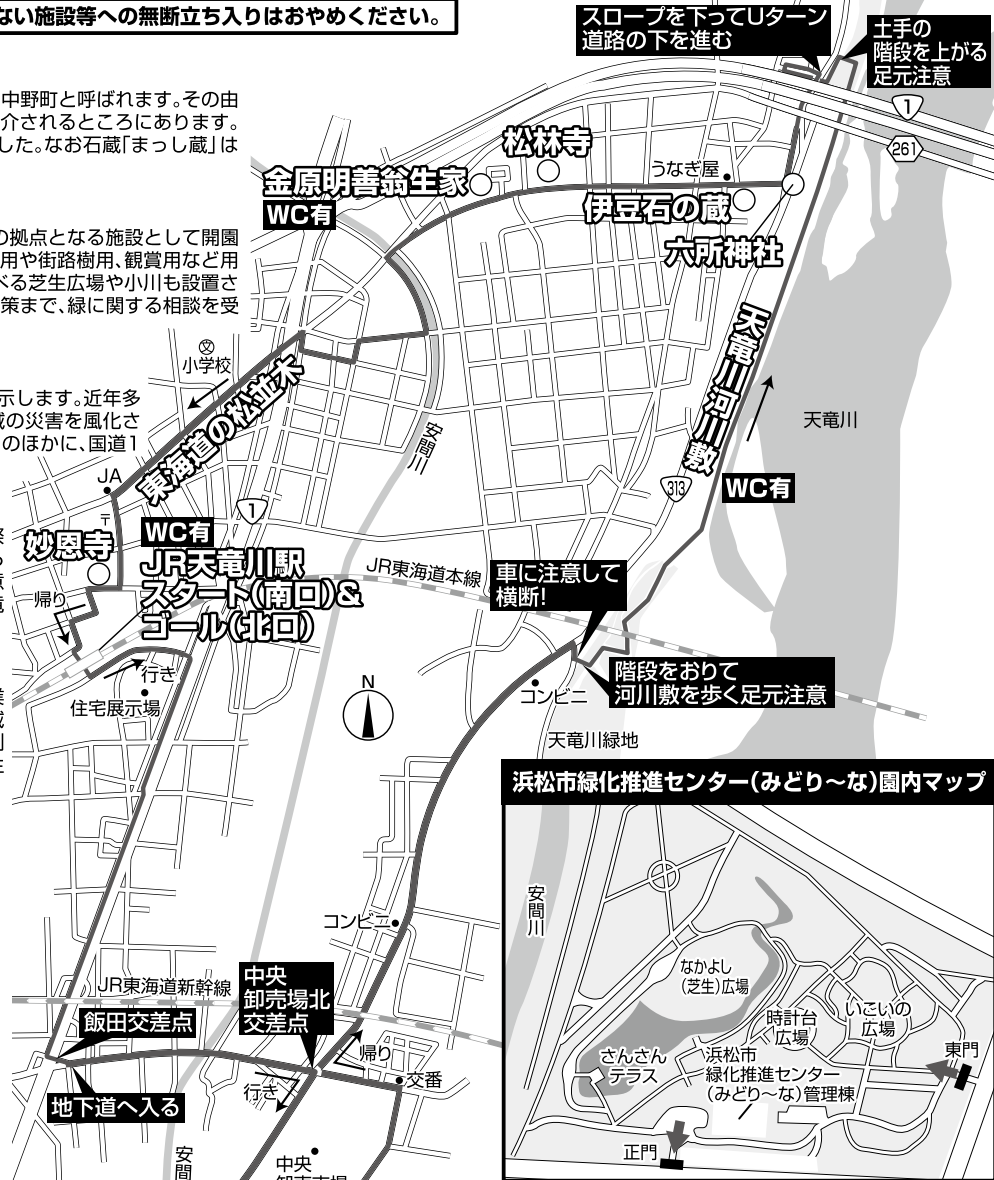 ない施設等への無断立ち入りはおやめください。
中野町と呼ばれます。その由
介されるところにあります。
した。なお石蔵「まっし蔵」は
の拠点となる施設として開園
用や街路樹用、観賞用など用
べる芝生広場や小川も設置さ
策まで、緑に関する相談を受
示します。近年多
域の災害を風化さ
のほかに、国道1
スロープを下ってUターン
道路の下を進む
土手の
階段を上がる
足元注意
1
261
松林寺
うなぎ屋
金原明善翁生家
WC有
伊豆石の蔵
六所神社
天竜川河川敷
天竜川
文
小学校
東海道の松並木
安間川
313
WC有
JA
〒
1
妙恩寺
WC有
JR天竜川駅
スタート(南口)&
ゴール(北口)
JR東海道本線
車に注意して
横断!
帰り
行き
住宅展示場
N
階段をおりて
河川敷を歩く足元注意
コンビニ
天竜川緑地
コンビニ
JR東海道新幹線
中央
卸売場北
交差点
飯田交差点
帰り
行き
交番
地下道へ入る
安間
中央
浜松市緑化推進センター(みどり〜な)園内マップ
安間川
なかよし
(芝生)広場
時計台
広場
いこいの
広場
さんさん
テラス
浜松市
緑化推進センター
(みどり〜な)管理棟
東門
正門